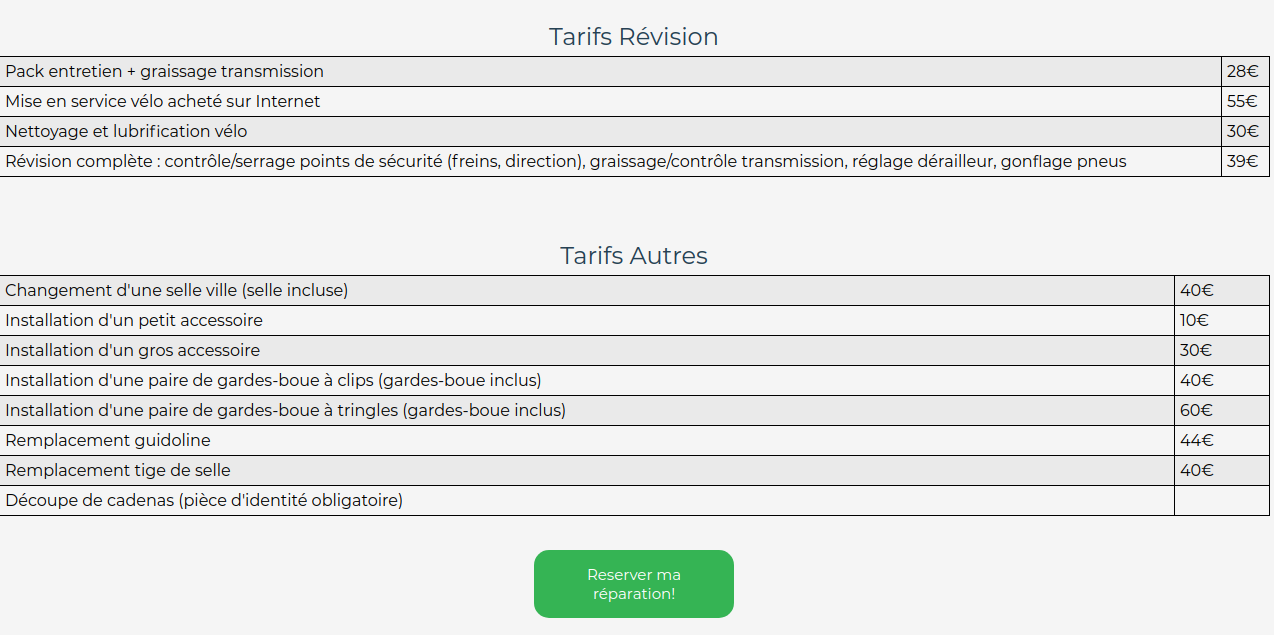 Tarifs Révision
Pack entretien + graissage transmission 28€
Mise en service vélo acheté sur Internet 55€
Nettoyage et lubrification vélo 30€
Révision complète : contrôle/serrage points de sécurité (freins, direction), graissage/contrôle transmission, réglage dérailleur, gonflage pneus 39€
Tarifs Autres
Changement d'une selle ville (selle incluse) 40€
Installation d'un petit accessoire 10€
Installation d'un gros accessoire 30€
Installation d'une paire de gardes-boue à clips (gardes-boue inclus) 40€
Installation d'une paire de gardes-boue à tringles (gardes-boue inclus) 60€
Remplacement guidoline 44€
Remplacement tige de selle 40€
Découpe de cadenas (pièce d'identité obligatoire)
Reserver ma
réparation!